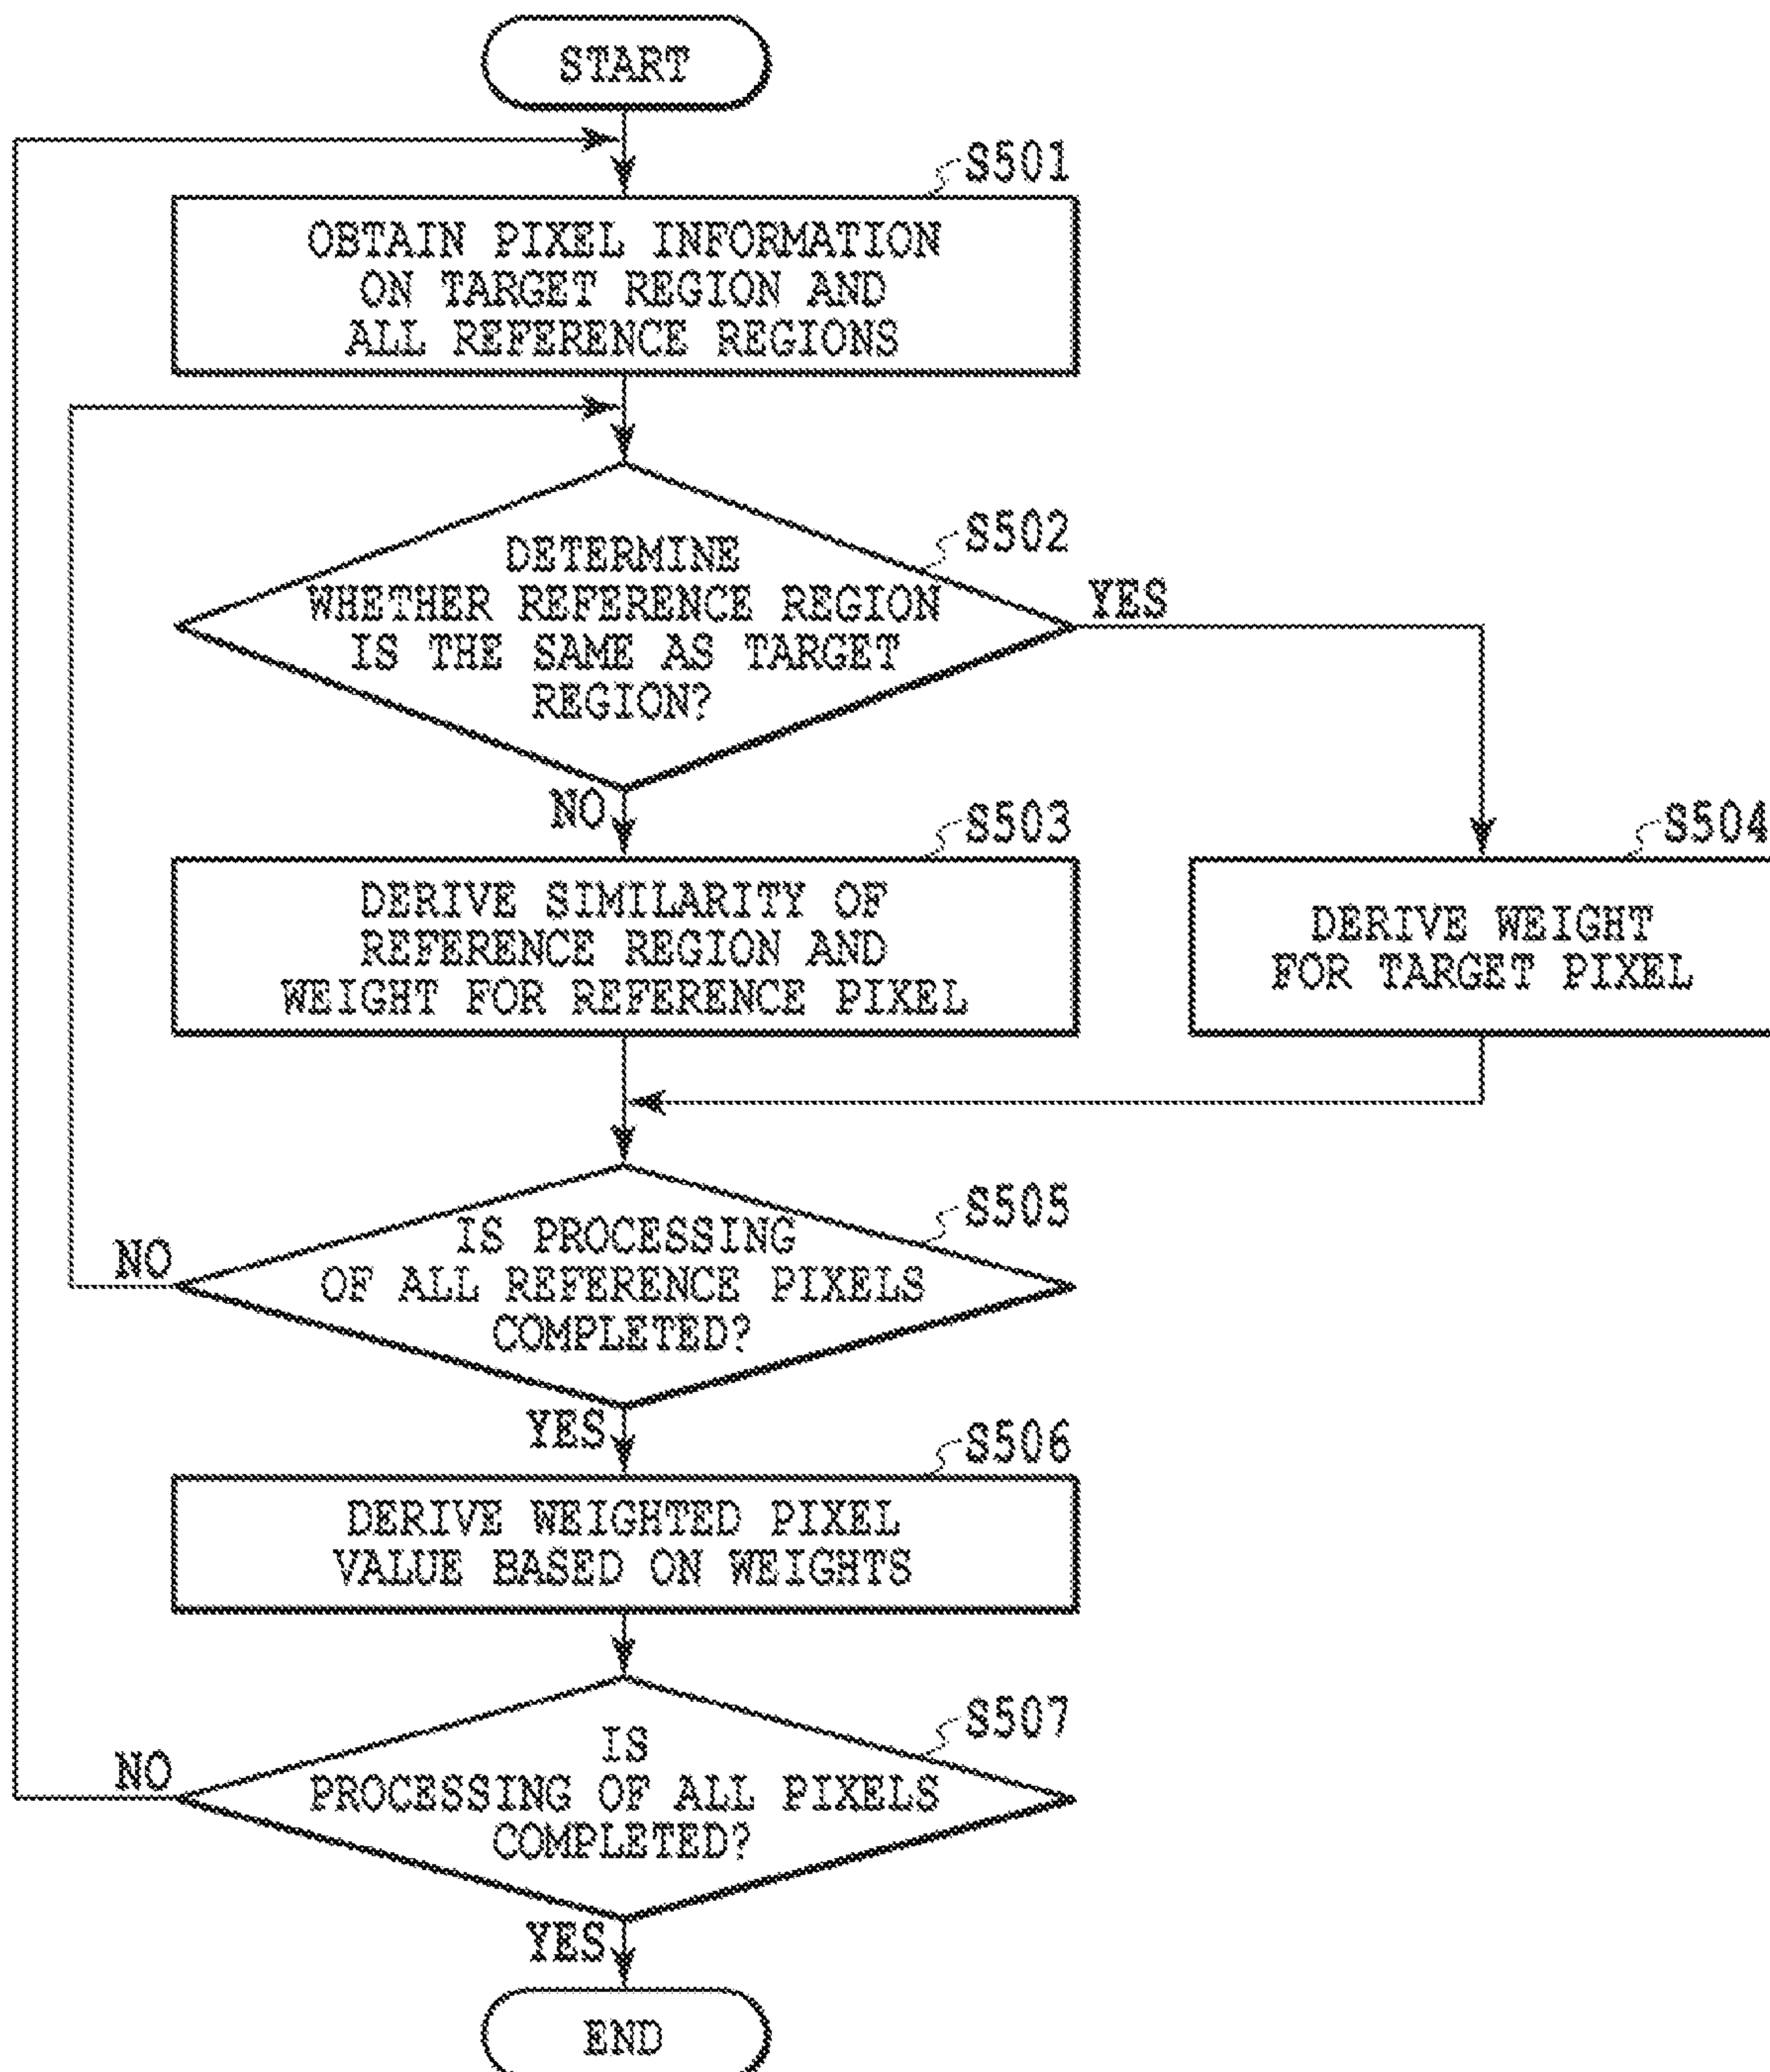 START
S501
OBTAIN PIXEL INFORMATION
ON TARGET REGION AND
ALL REFERENCE REGIONS
S502
DETERMINE
WHETHER REFERENCE REGION
IS THE SAME AS TARGET
REGION?
YES
NO
S503
DERIVE SIMILARITY OF
REFERENCE REGION AND
WEIGHT FOR REFERENCE PIXEL
S504
DERIVE WEIGHT
FOR TARGET PIXEL
S505
IS PROCESSING
OF ALL REFERENCE PIXELS
COMPLETED?
NO
YES
S506
DERIVE WEIGHTED PIXEL
VALUE BASED ON WEIGHTS
S507
IS
PROCESSING OF ALL PIXELS
COMPLETED?
NO
YES
END